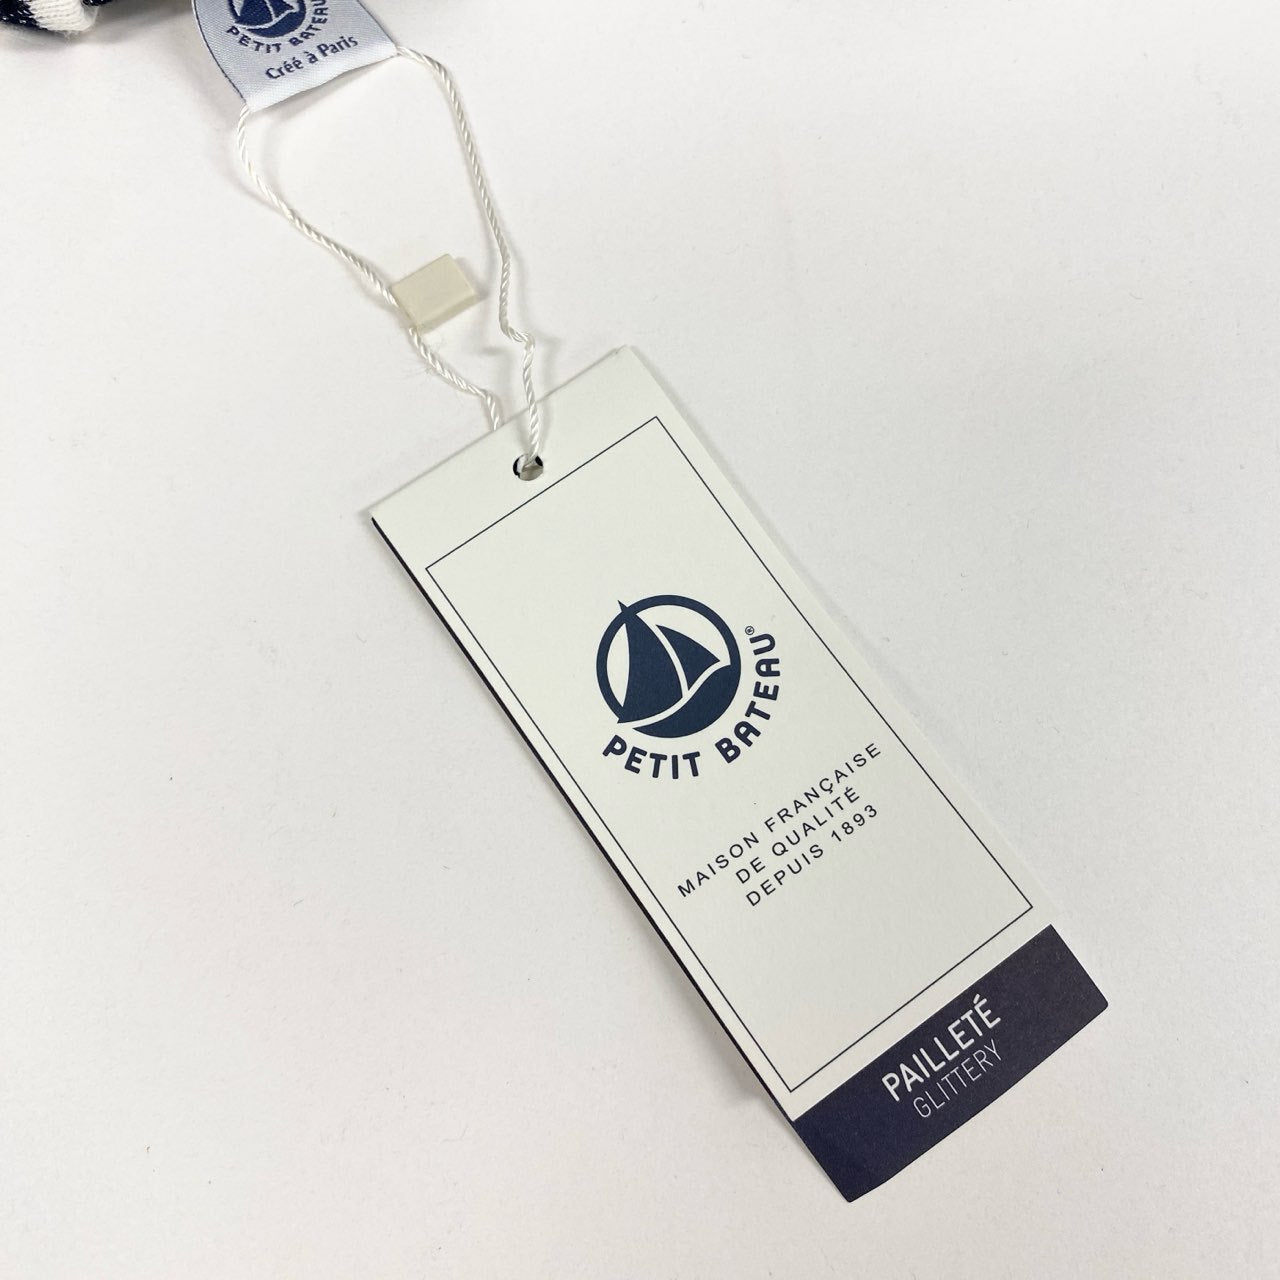 PETIT BATEAU
Créé à Paris
PETIT BATEAU®
MAISON FRANÇAISE
DE QUALITÉ
DEPUIS 1893
PAILLETÉ
GLITTERY